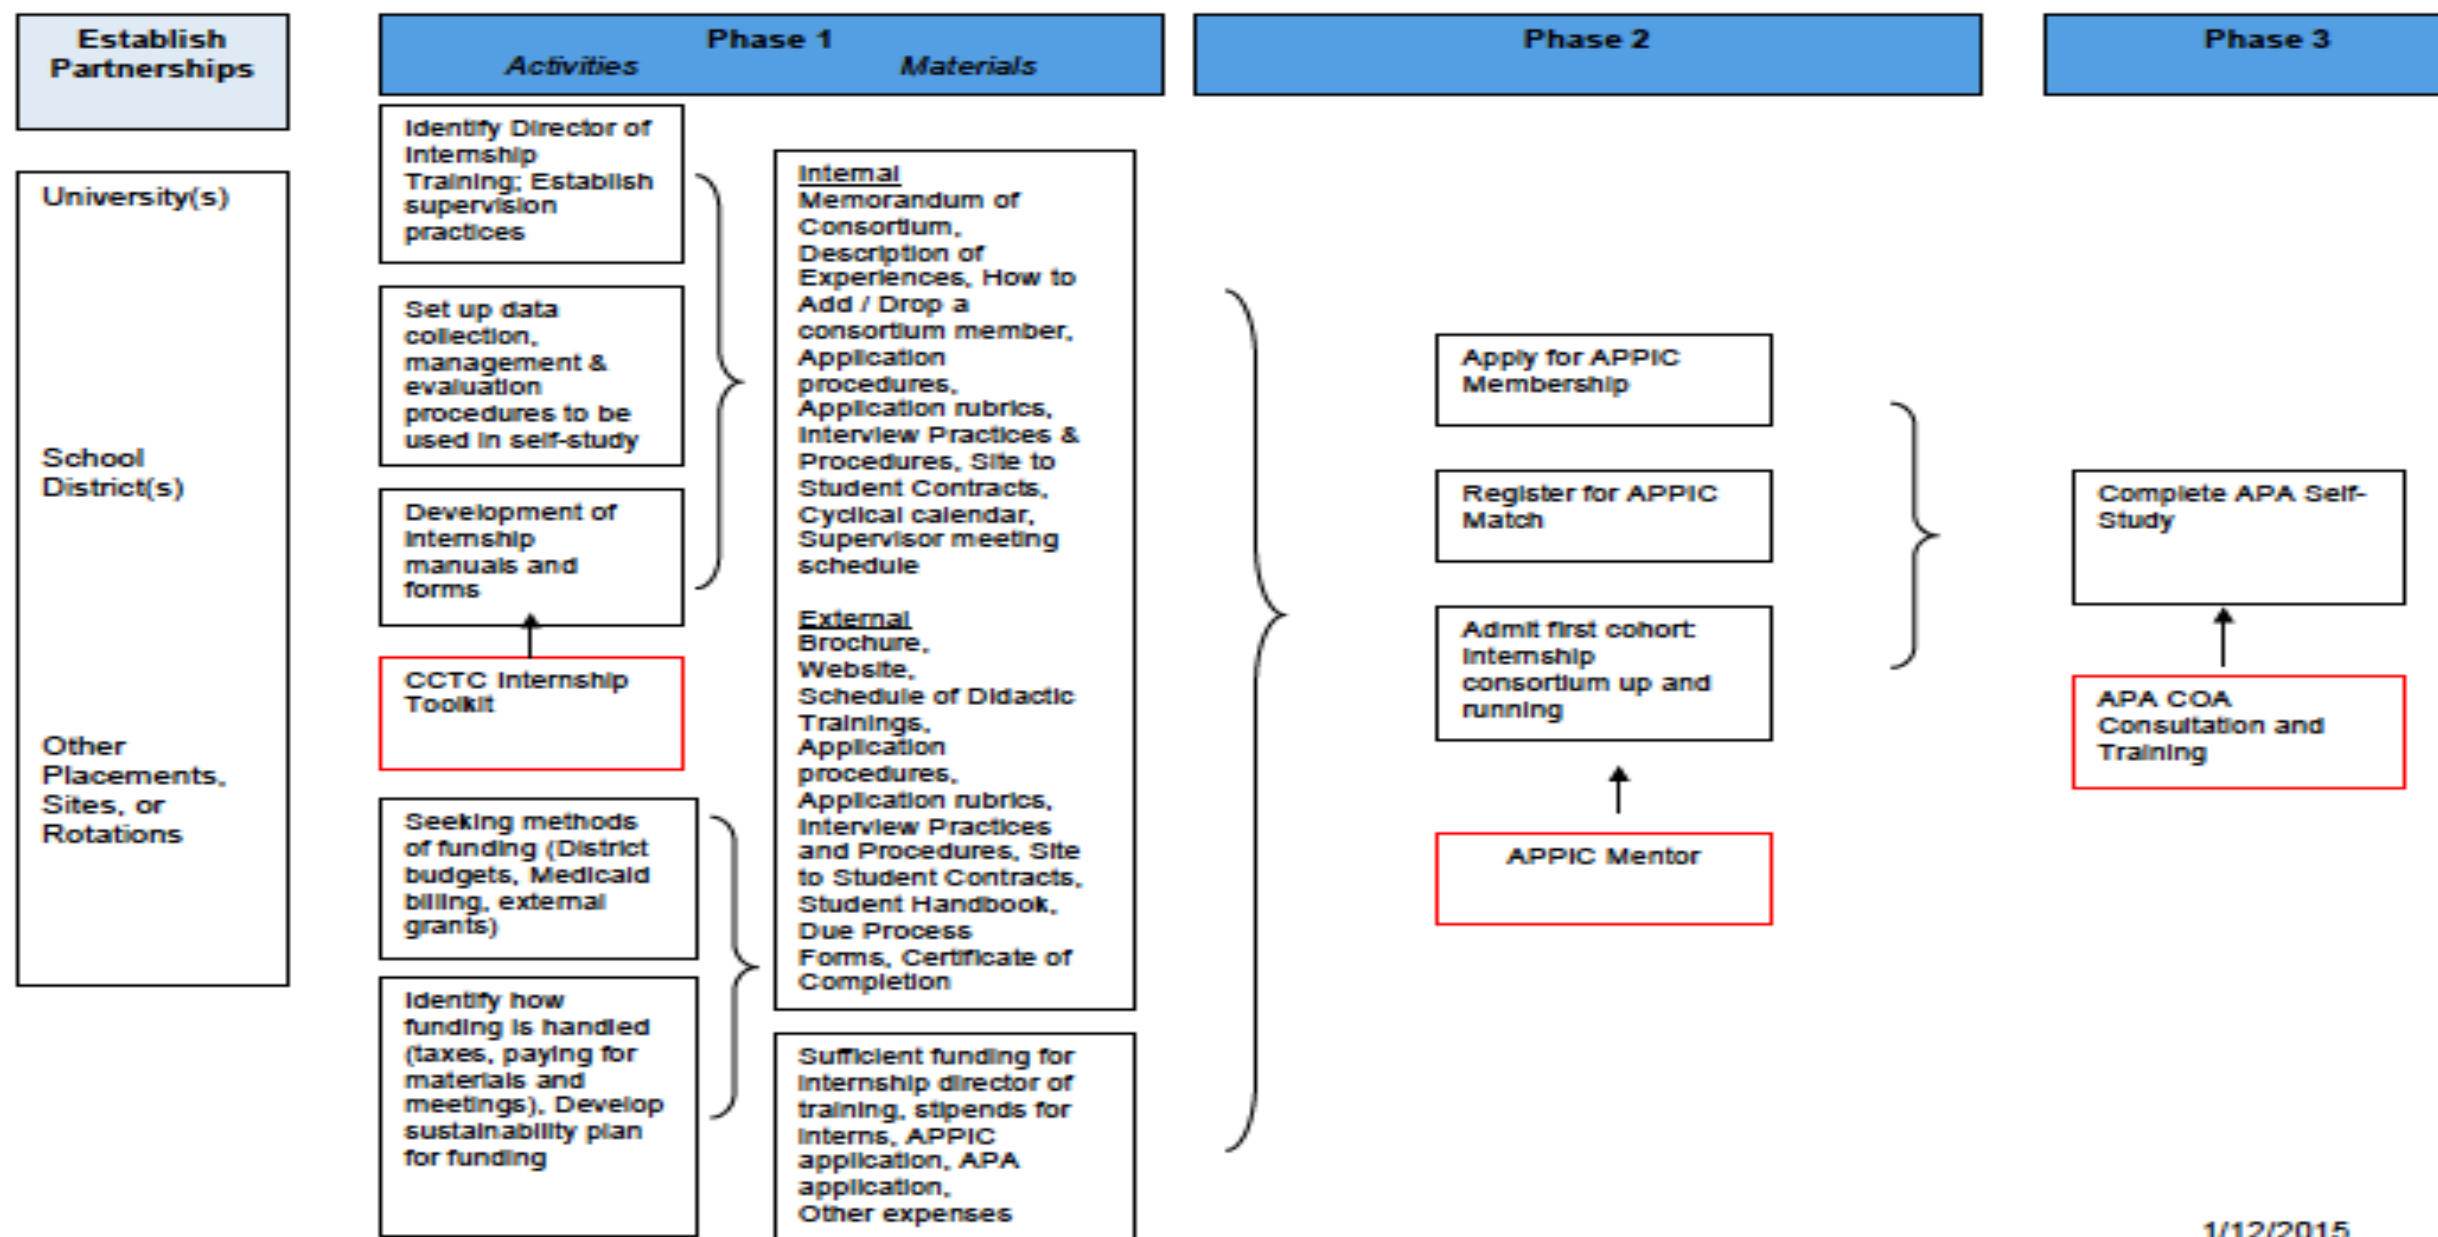 Establish
Partnerships
University(s)
School
District(s)
Other
Placements,
Sites, or
Rotations
Phase 1
Activities
Materials
Identify Director of
Internship
Training; Establish
supervision
practices
Set up data
collection,
management &
evaluation
procedures to be
used in self-study
Development of
Internship
manuals and
forms
CCTC Internship
Toolkit
Seeking methods
of funding (District
budgets, Medicaid
billing, external
grants)
Identify how
funding is handled
(taxes, paying for
materials and
meetings), Develop
sustainability plan
for funding
Internal
Memorandum of
Consortium,
Description of
Experiences, How to
Add / Drop a
consortium member,
Application
procedures,
Application rubrics,
Interview Practices &
Procedures, Site to
Student Contracts,
Cyclical calendar,
Supervisor meeting
schedule
External
Brochure,
Website,
Schedule of Didactic
Trainings,
Application
procedures,
Application rubrics,
Interview Practices
and Procedures, Site
to Student Contracts,
Student Handbook,
Due Process
Forms, Certificate of
Completion
Sufficient funding for
internship director of
training, stipends for
interns, APPIC
application, APA
application,
Other expenses
Phase 2
Apply for APPIC
Membership
Register for APPIC
Match
Admit first cohort:
Internship
consortium up and
running
APPIC Mentor
Phase 3
Complete APA Self-
Study
APA COA
Consultation and
Training
1/12/2015